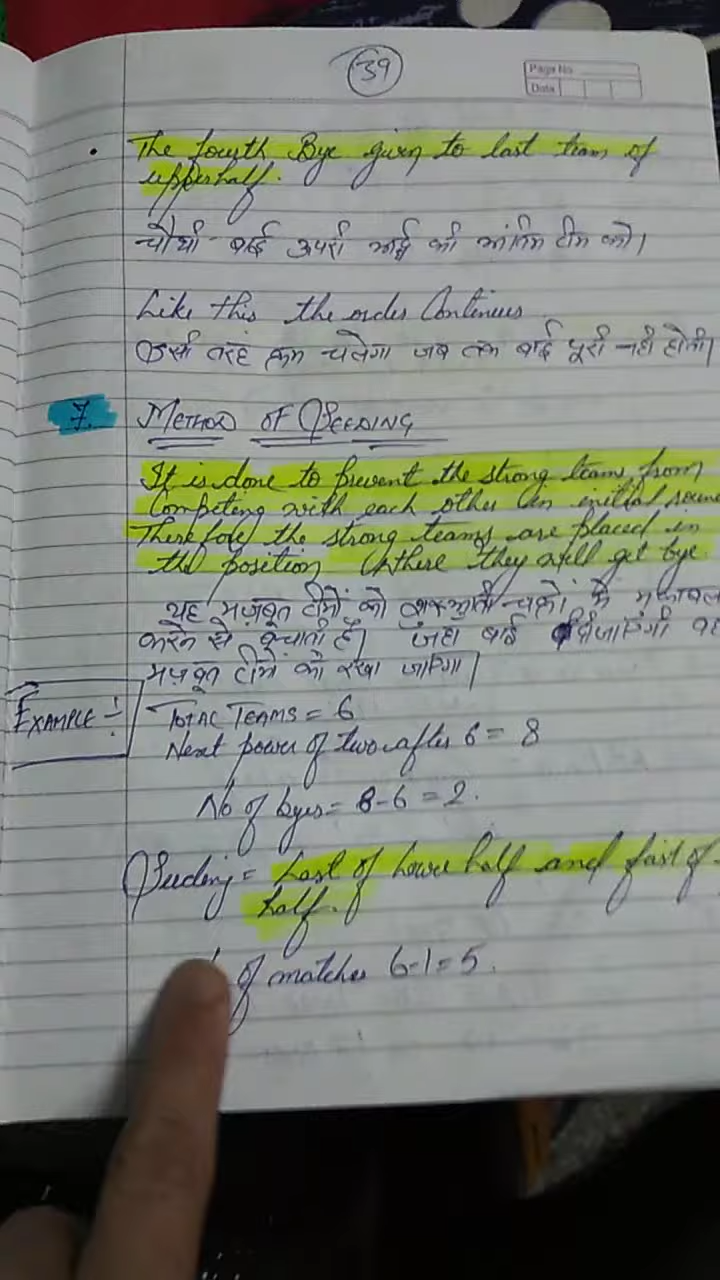 39
Page No
Date
• The fourth Bye given to last team of
upper half.
चौथी बाई ऊपरी अर्द्ध की अंतिम टीम को।
Like this the order Continues
इसी तरह क्रम चलेगा जब तक बाई पूरी नही होती।
7. METHOD OF SEEDING
It is done to prevent the strong teams from
Competing with each other in initial
Therefore, the strong teams are placed in
the position where they will get bye.
यह मज़बूत टीमों को शुरूआती चक्रों में
करने से बचाता है। जहां बाई दी जाएगी
मज़बूत टीमों को रखा जाएगा।
EXAMPLE :- TOTAL TEAMS = 6
Next power of two after 6 = 8
No of byes = 8-6 = 2.
Seeding = Last of Lower half and first of
half.
of matches 6-1=5.